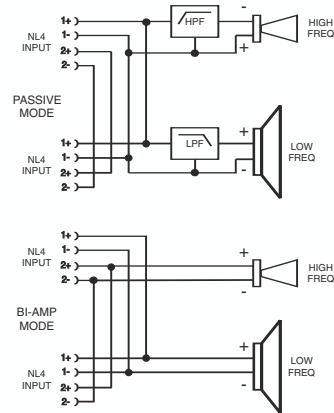 1+
1-
2+
2-
NL4
INPUT
HPF
-
+
HIGH
FREQ
PASSIVE
MODE
1+
1-
2+
2-
NL4
INPUT
LPF
+
-
LOW
FREQ
1+
1-
2+
2-
NL4
INPUT
+
-
HIGH
FREQ
BI-AMP
MODE
1+
1-
2+
2-
NL4
INPUT
+
-
LOW
FREQ